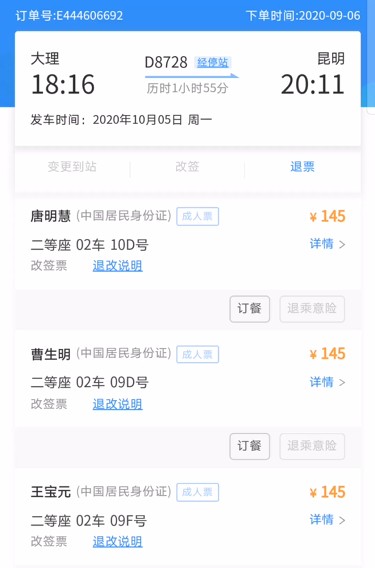 订单号:E444606692 下单时间:2020-09-06
大理 D8728 经停站 昆明
18:16 历时1小时55分 20:11
发车时间：2020年10月05日 周一
变更到站 改签 退票
唐明慧 (中国居民身份证) 成人票 ¥ 145
二等座 02车 10D号 详情 >
改签票 退改说明
订餐 退乘意险
曹生明 (中国居民身份证) 成人票 ¥ 145
二等座 02车 09D号 详情 >
改签票 退改说明
订餐 退乘意险
王宝元 (中国居民身份证) 成人票 ¥ 145
二等座 02车 09F号 详情 >
改签票 退改说明